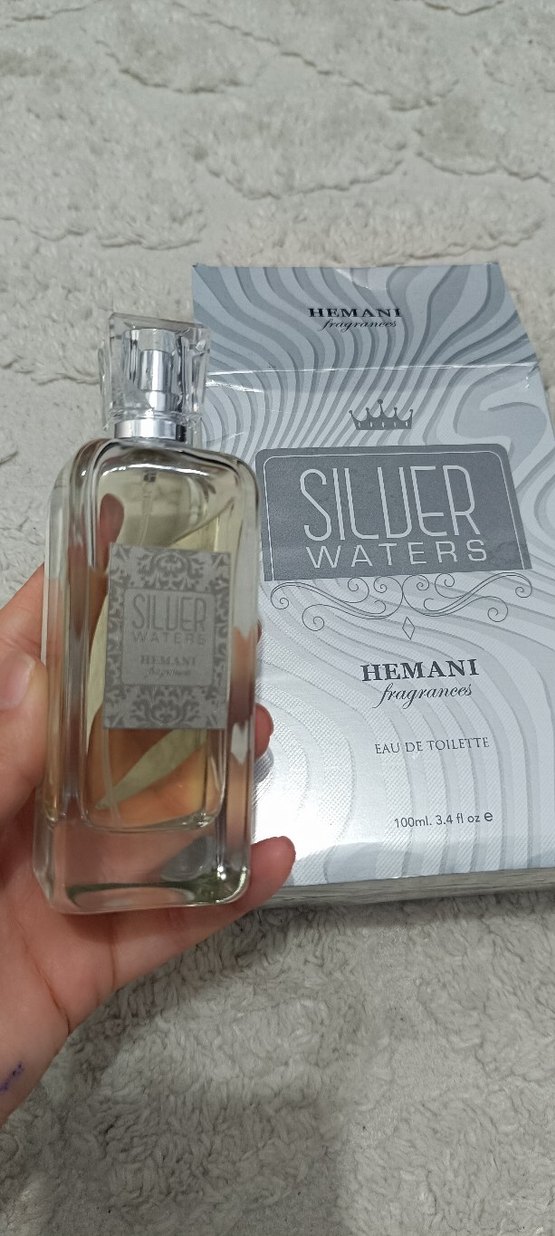 HEMANI
fragrances
SILVER
WATERS
HEMANI
fragrances
EAU DE TOILETTE
100ml. 3.4 fl oz e
SILVER
WATERS
HEMANI
fragrances